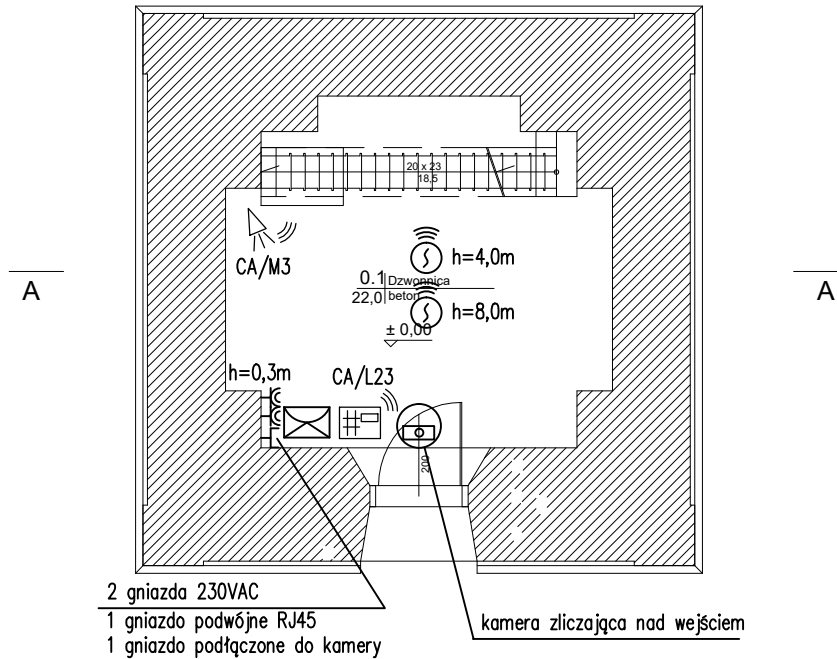 20 x 23
18,5
CA/M3
h=4,0m
0.1 Dzwonnica
22,0 beton
h=8,0m
± 0,00
A
A
h=0,3m
CA/L23
200
2 gniazda 230VAC
1 gniazdo podwójne RJ45
1 gniazdo podłączone do kamery
kamera zliczająca nad wejściem